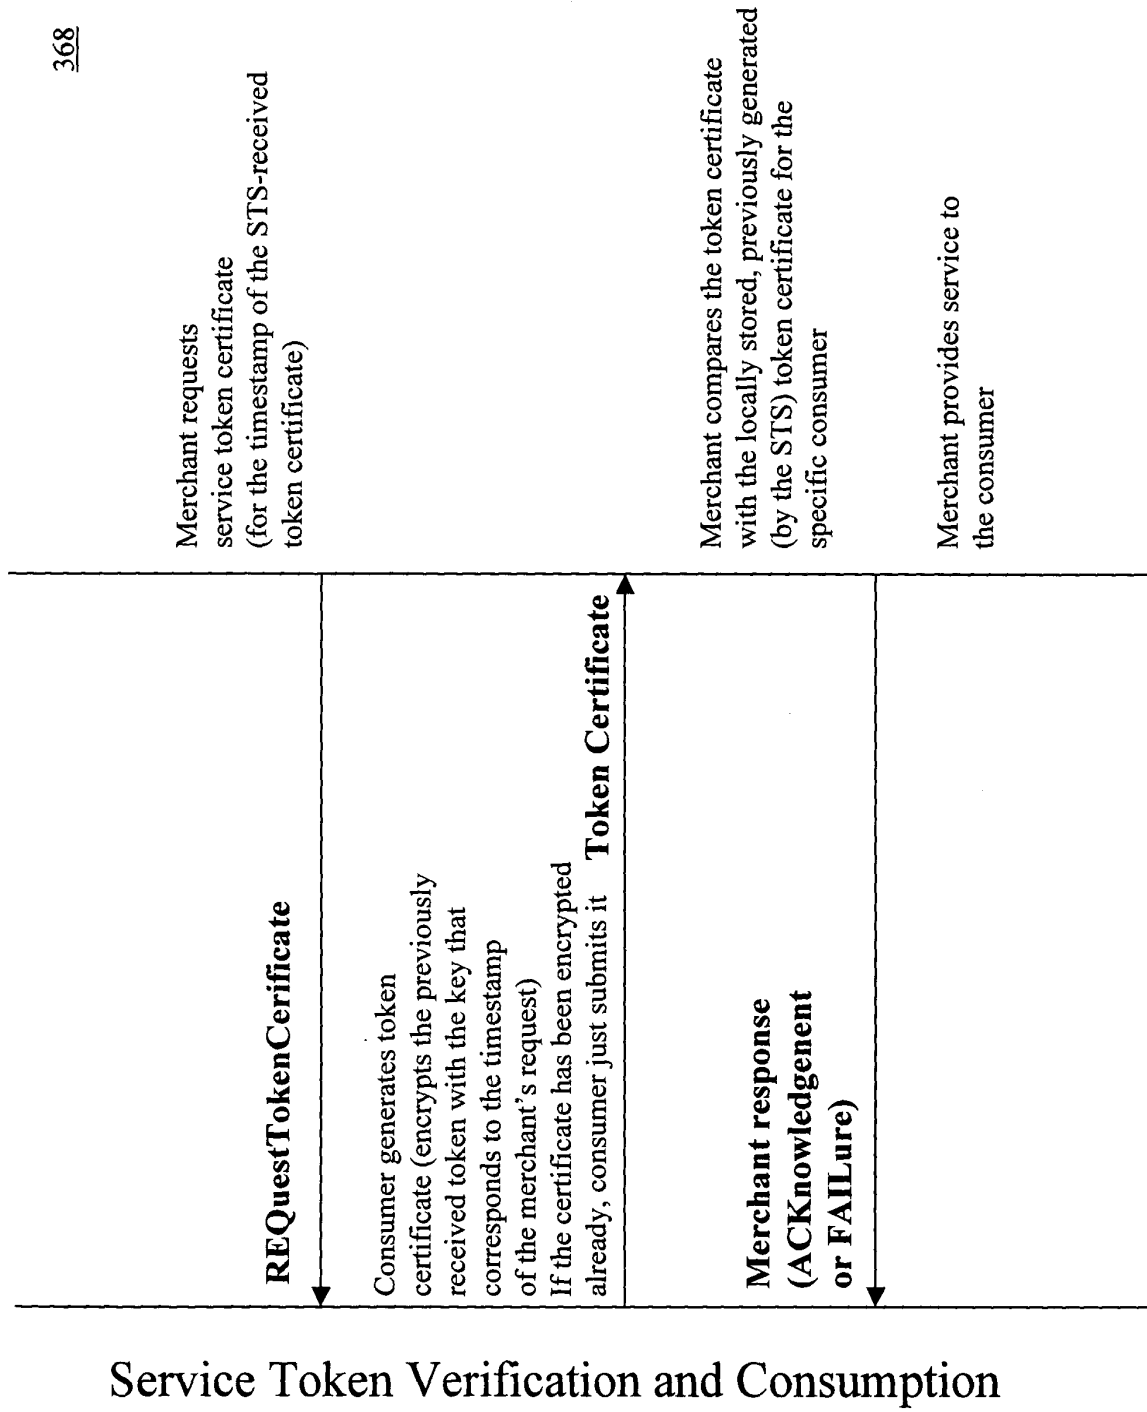 368
Merchant requests
service token certificate
(for the timestamp of the STS-received
token certificate)
REQuestTokenCerificate
Consumer generates token
certificate (encrypts the previously
received token with the key that
corresponds to the timestamp
of the merchant's request)
If the certificate has been encrypted
already, consumer just submits it
Token Certificate
Merchant compares the token certificate
with the locally stored, previously generated
(by the STS) token certificate for the
specific consumer
Merchant response
(ACKnowledgenent
or FAILure)
Merchant provides service to
the consumer
Service Token Verification and Consumption